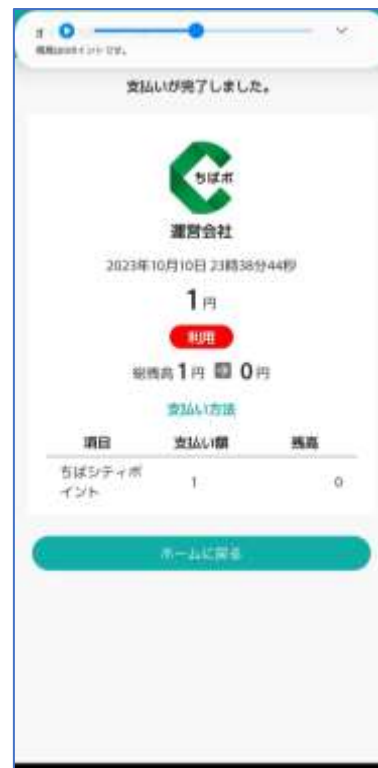 支払いが完了しました。
ちばポ
運営会社
2023年10月10日 23時38分44秒
1円
利用
総残高1円 → 0円
支払い方法
項目 支払い額 残高
ちばシティポ
イント 1 0
ホームに戻る